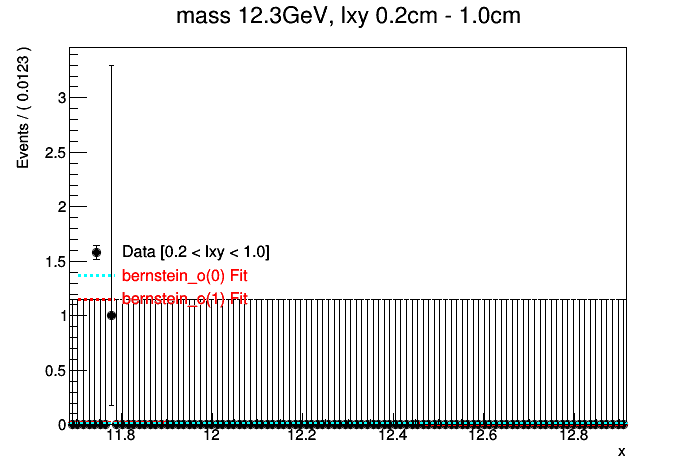 mass 12.3GeV, lxy 0.2cm - 1.0cm
Events / ( 0.0123 )
3
2.5
2
1.5
1
0.5
0
Data [0.2 < lxy < 1.0]
bernstein_o(0) Fit
bernstein_o(1) Fit
11.8 12 12.2 12.4 12.6 12.8
x